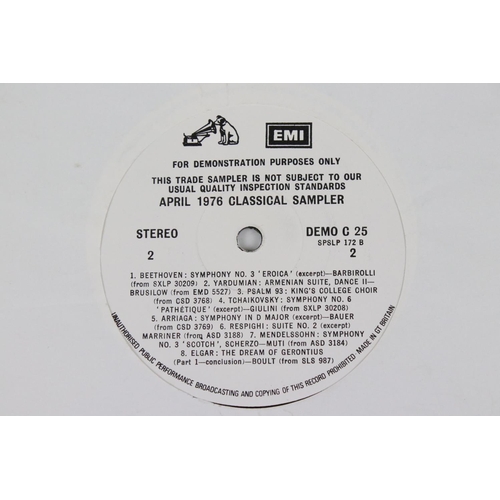 EMI
FOR DEMONSTRATION PURPOSES ONLY
THIS TRADE SAMPLER IS NOT SUBJECT TO OUR
USUAL QUALITY INSPECTION STANDARDS
APRIL 1976 CLASSICAL SAMPLER
STEREO
DEMO C 25
SPSLP 172 B
2
2
1. BEETHOVEN: SYMPHONY NO. 3 'EROICA' (excerpt)—BARBIROLLI
(from SXLP 30209) 2. YARDUMIAN: ARMENIAN SUITE, DANCE II—
BRUSILOW (from EMD 5527) 3. PSALM 93: KING'S COLLEGE CHOIR
(from CSD 3768) 4. TCHAIKOVSKY: SYMPHONY NO. 6
'PATHÉTIQUE' (excerpt)—GIULINI (from SXLP 30208)
5. ARRIAGA: SYMPHONY IN D MAJOR (excerpt)—BAUER
(from CSD 3769) 6. RESPIGHI: SUITE NO. 2 (excerpt)—
MARRINER (from ASD 3188) 7. MENDELSSOHN: SYMPHONY
NO. 3 'SCOTCH', SCHERZO—MUTI (from ASD 3184)
8. ELGAR: THE DREAM OF GERONTIUS
(Part 1—conclusion)—BOULT (from SLS 987)
UNAUTHORISED PUBLIC PERFORMANCE BROADCASTING AND COPYING OF THIS RECORD PROHIBITED MADE IN GT BRITAIN